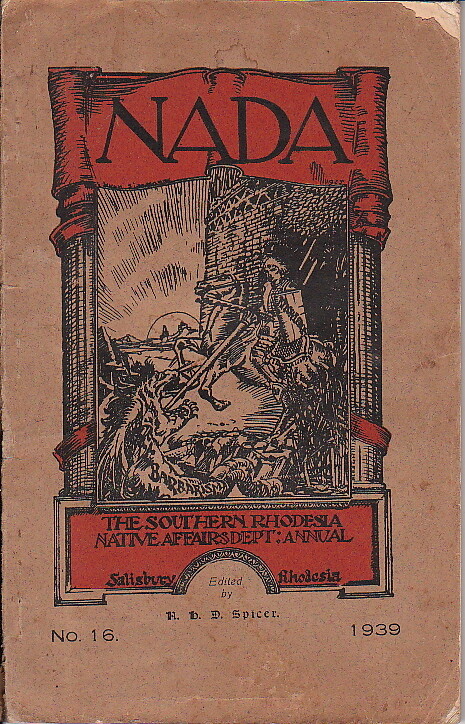 NADA
BARBARISM
THE SOUTHERN RHODESIA
NATIVE AFFAIRS DEPT: ANNUAL
Salisbury Rhodesia
Edited
by
N. H. D. Spicer.
No. 16. 1939